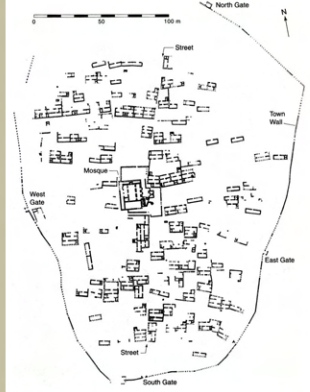 North Gate
0 50 100 m
N
Street
Town
Wall
Mosque
West
Gate
East Gate
Street
South Gate